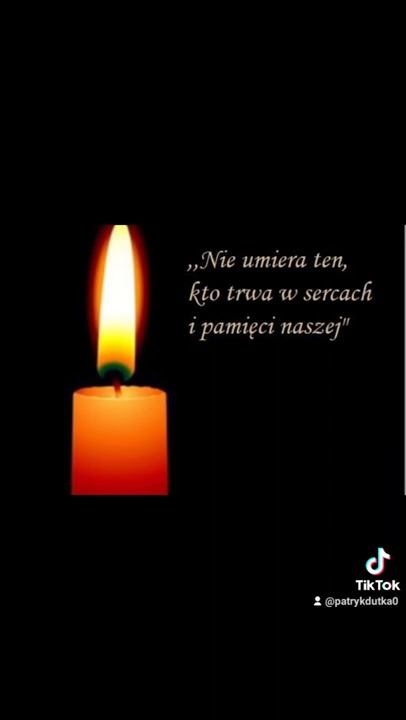 ,,Nie umiera ten,
kto trwa w sercach
i pamięci naszej"
TikTok
@patrykdutka0